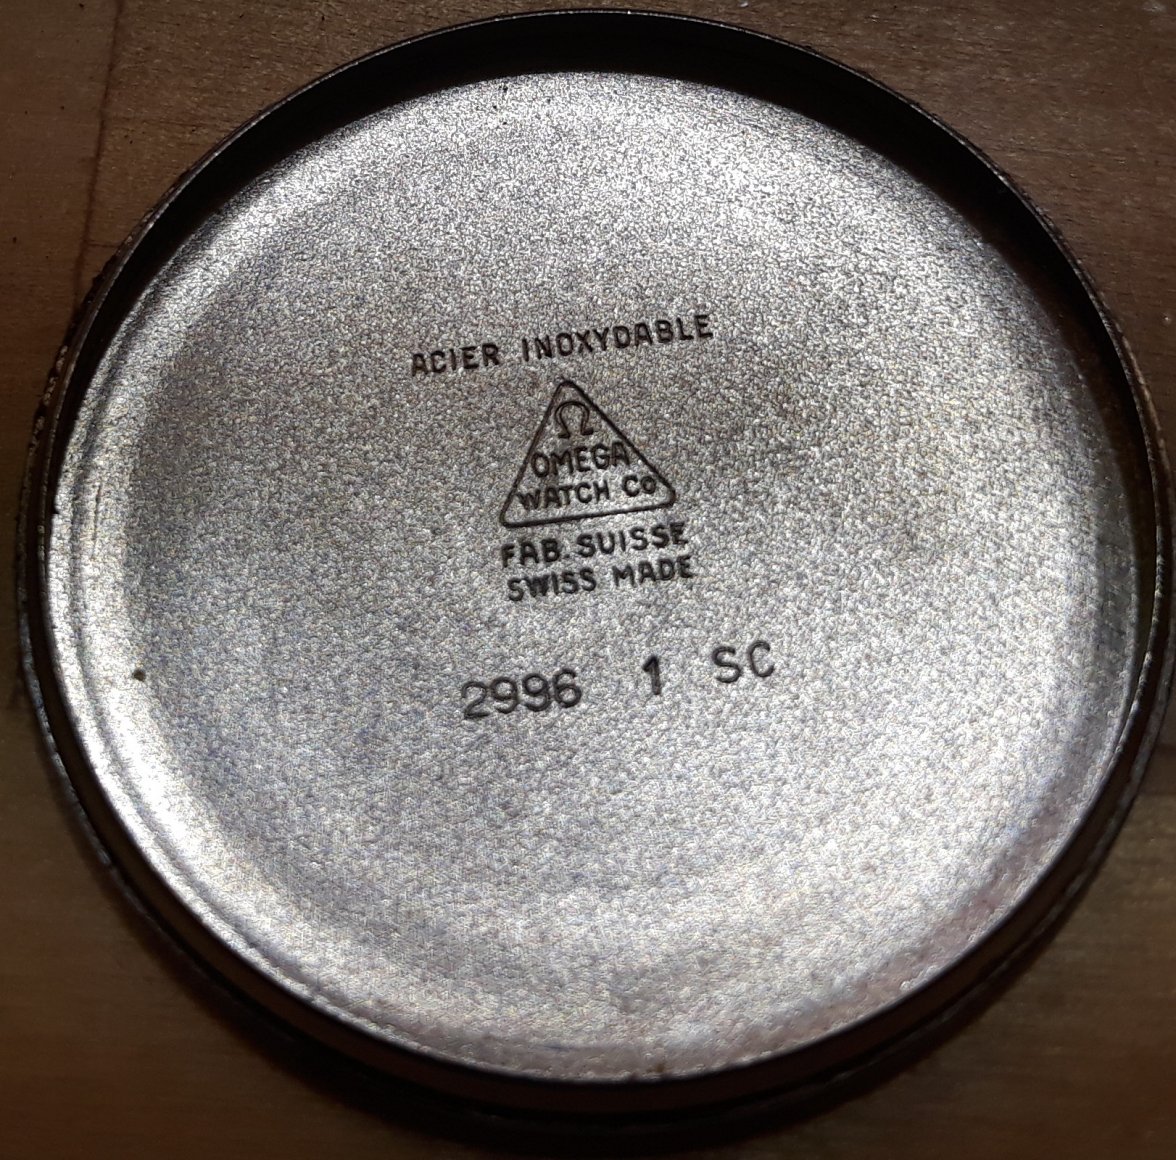 ACIER INOXYDABLE
Ω
OMEGA
WATCH Co
FAB. SUISSE
SWISS MADE
2996 1 SC